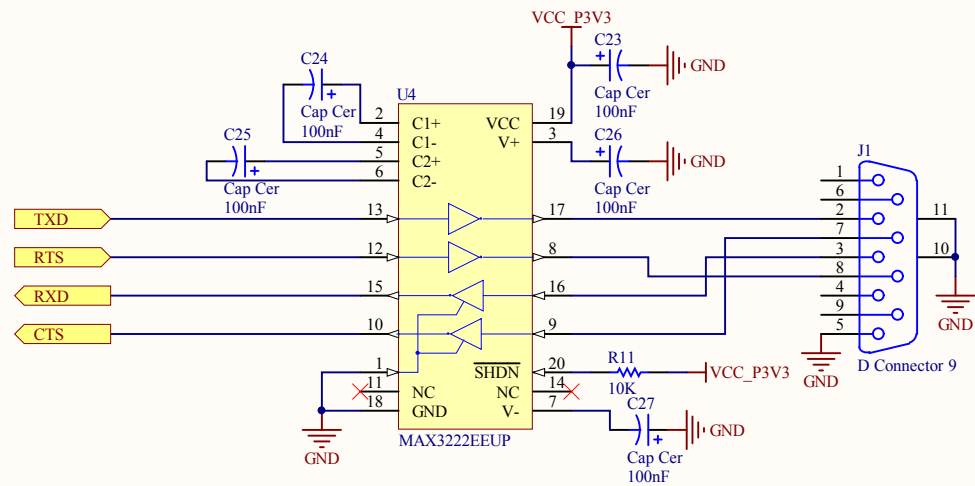 VCC_P3V3
C23
Cap Cer
100nF
GND
C24
Cap Cer
100nF
C25
Cap Cer
100nF
C26
Cap Cer
100nF
GND
U4
2 C1+
4 C1-
5 C2+
6 C2-
VCC 19
V+ 3
TXD 13 17
RTS 12 8
RXD 15 16
CTS 10 9
1
11 NC
18 GND
SHDN 20
NC 14
V- 7
MAX3222EEUP
GND
R11
10K
VCC_P3V3
C27
Cap Cer
100nF
GND
J1
1
6
2
7
3
8
4
9
5
11
10
GND
GND
D Connector 9